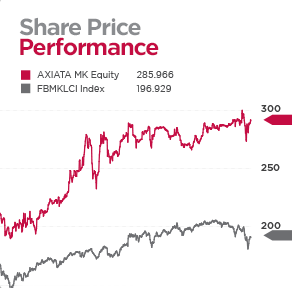 Share Price
Performance
AXIATA MK Equity 285.966
FBMKLCI Index 196.929
300
250
200